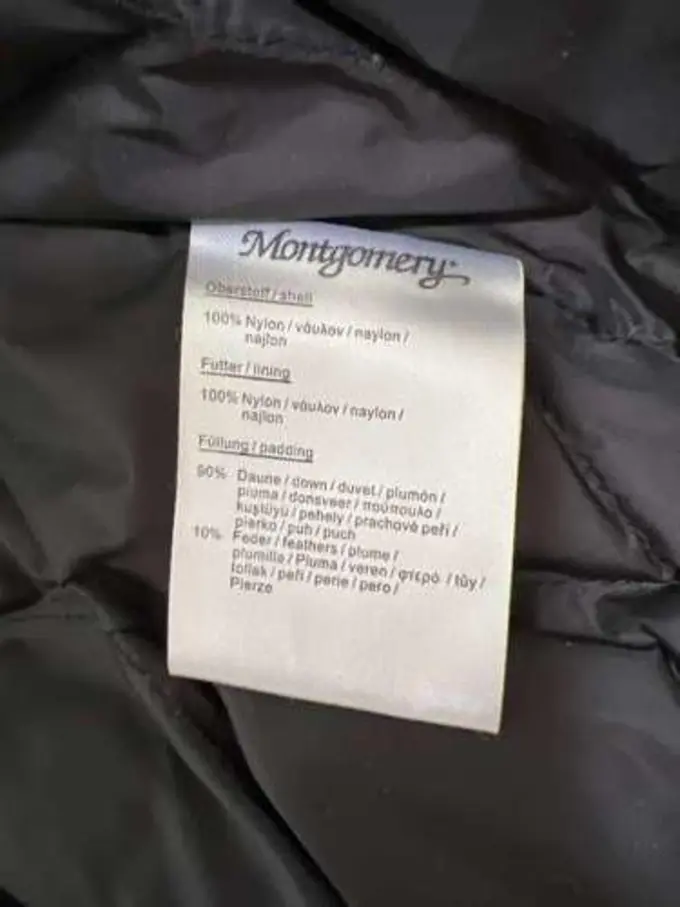 Montgomery
Oberstoff / shell
100% Nylon / νάυλον / naylon /
najlon
Futter / lining
100% Nylon / νάυλον / naylon /
najlon
Füllung / padding
90% Daune / down / duvet / plumón /
piuma / donsveer / πούπουλο /
kuştüyü / pehely / prachové peří /
pierko / puh / puch
10% Feder / feathers / plume /
plumilla / Pluma / veren / φτερό / tüy /
tollak / peří / perie / pero /
Pierze